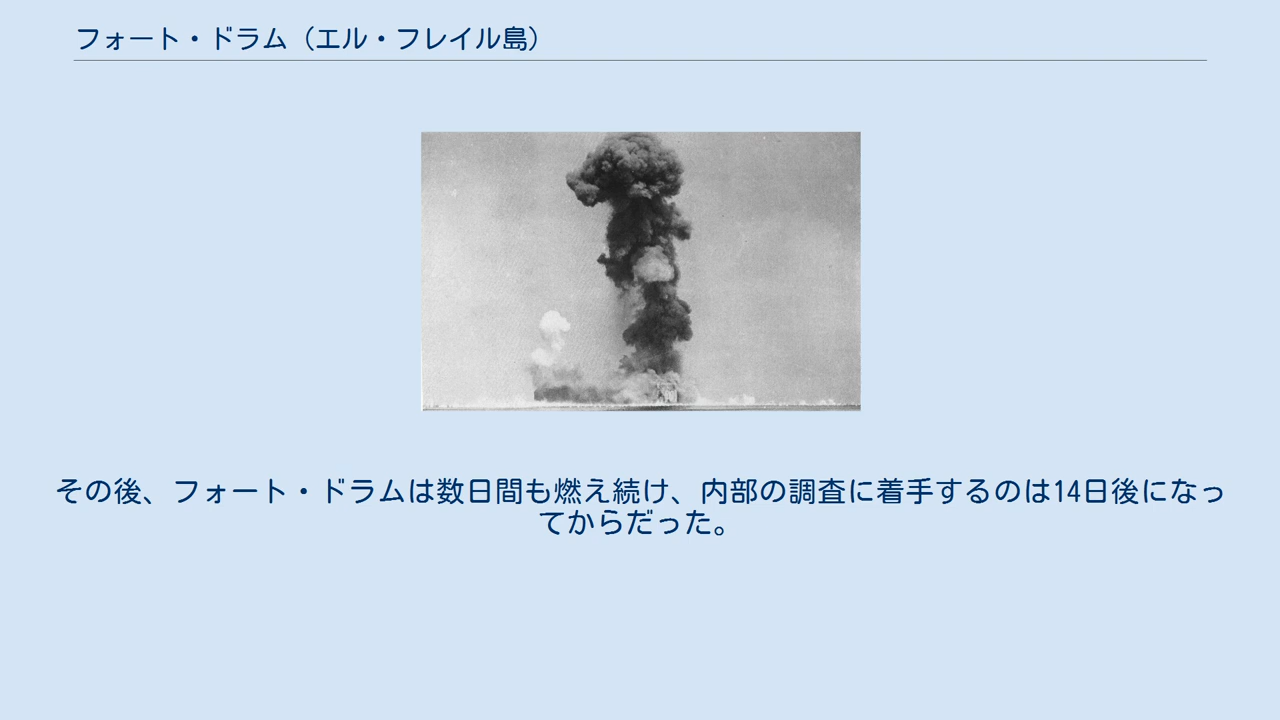 フォート・ドラム（エル・フレイル島）
その後、フォート・ドラムは数日間も燃え続け、内部の調査に着手するのは14日後になっ
てからだった。